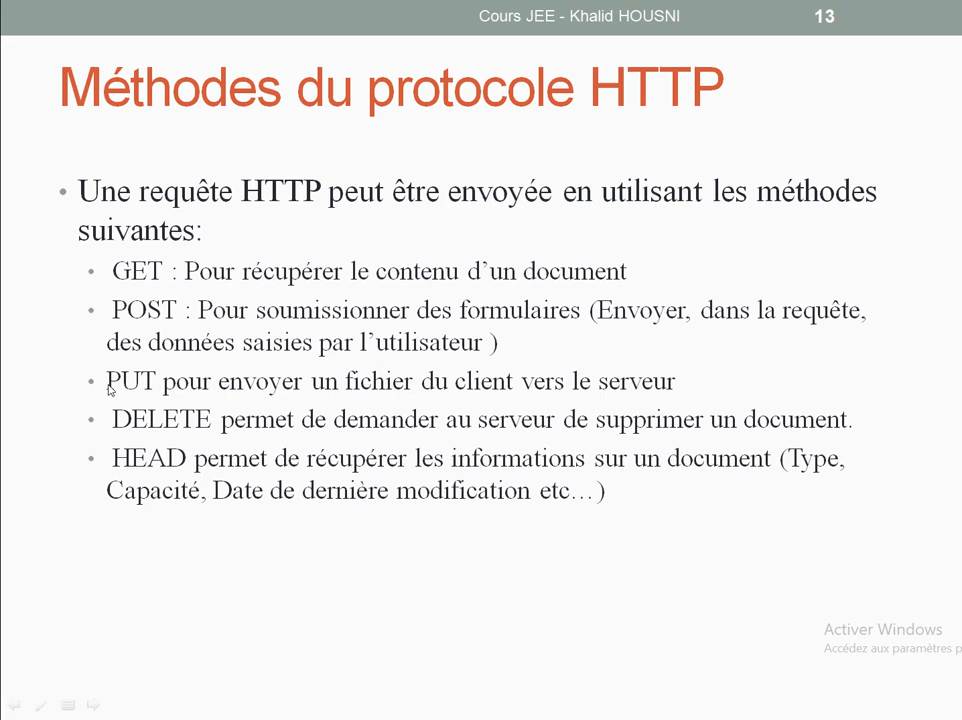 Cours JEE - Khalid HOUSNI
13
Méthodes du protocole HTTP
• Une requête HTTP peut être envoyée en utilisant les méthodes
suivantes:
• GET : Pour récupérer le contenu d’un document
• POST : Pour soumissionner des formulaires (Envoyer, dans la requête,
des données saisies par l’utilisateur )
• PUT pour envoyer un fichier du client vers le serveur
• DELETE permet de demander au serveur de supprimer un document.
• HEAD permet de récupérer les informations sur un document (Type,
Capacité, Date de dernière modification etc…)
Activer Windows
Accédez aux paramètres p